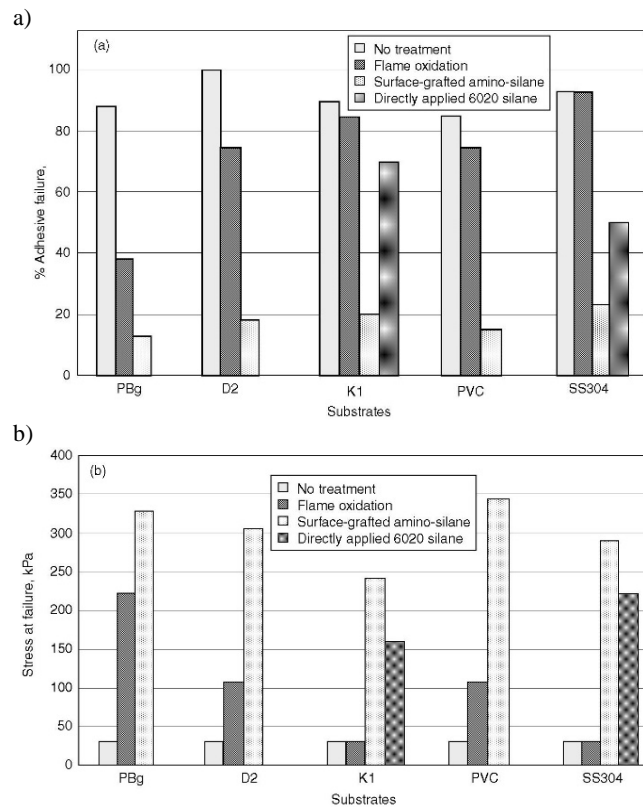 a)
(a)
No treatment
Flame oxidation
Surface-grafted amino-silane
Directly applied 6020 silane
% Adhesive failure,
100
80
60
40
20
0
PBg D2 K1 PVC SS304
Substrates
b)
(b)
No treatment
Flame oxidation
Surface-grafted amino-silane
Directly applied 6020 silane
Stress at failure, kPa
400
350
300
250
200
150
100
50
0
PBg D2 K1 PVC SS304
Substrates